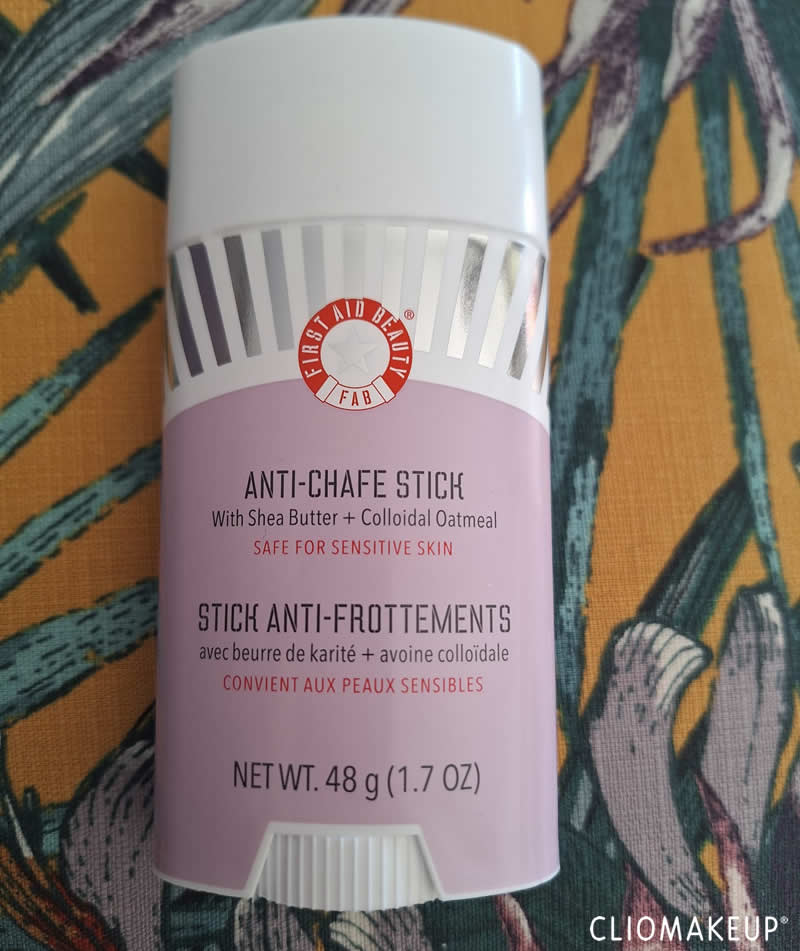 FIRST AID BEAUTY®
FAB
ANTI-CHAFE STICK
With Shea Butter + Colloidal Oatmeal
SAFE FOR SENSITIVE SKIN
STICK ANTI-FROTTEMENTS
avec beurre de karité + avoine colloïdale
CONVIENT AUX PEAUX SENSIBLES
NET WT. 48 g (1.7 OZ)
CLIOMAKEUP®